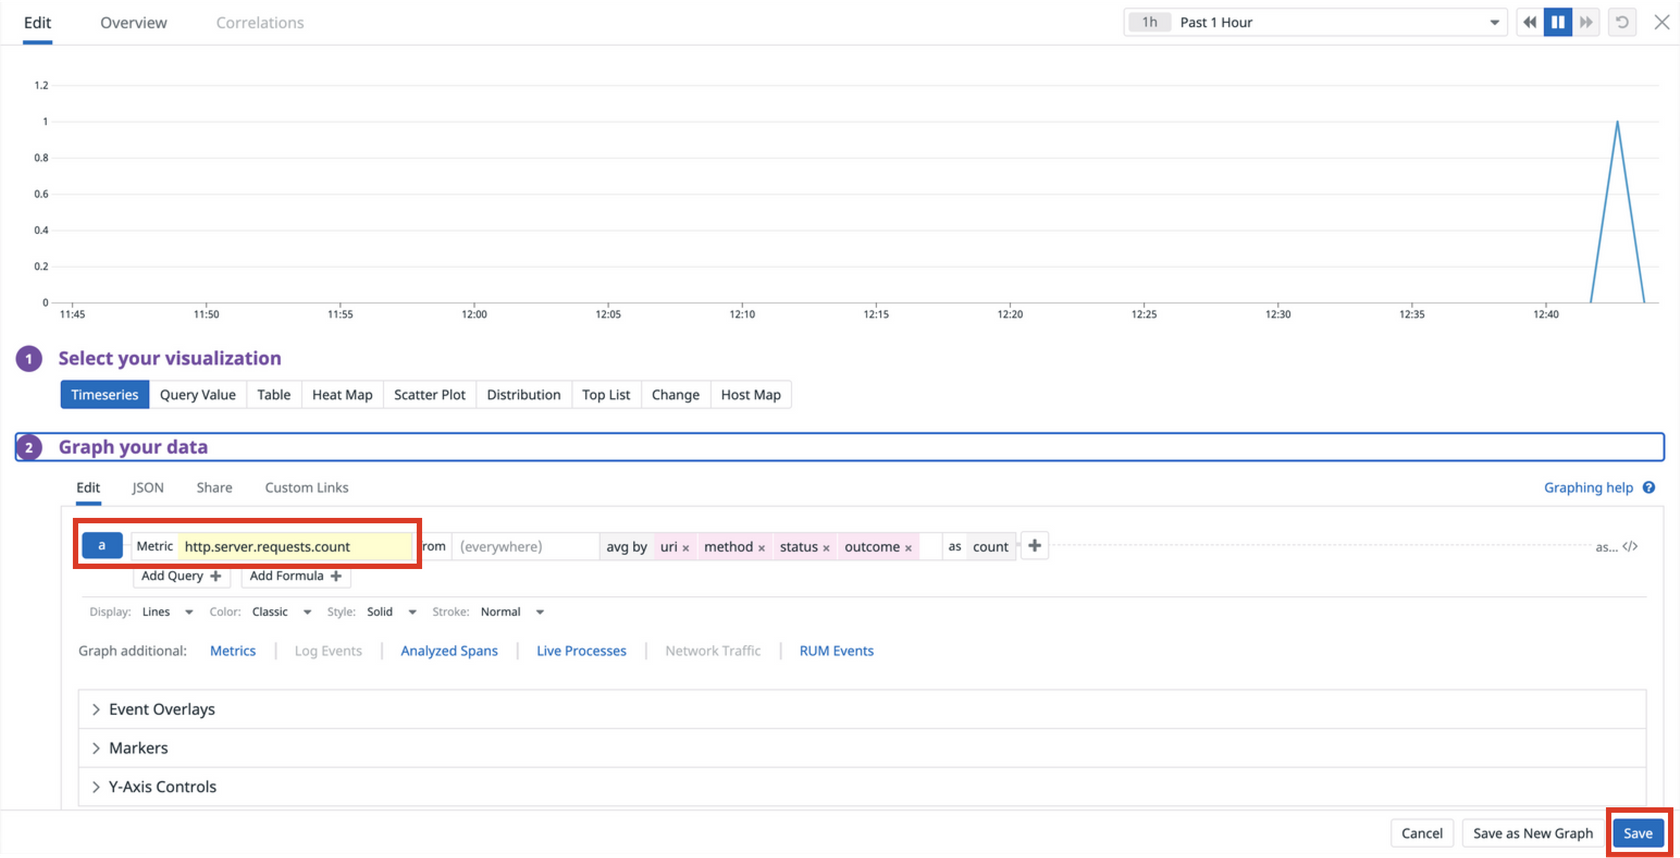 Edit Overview Correlations 1h Past 1 Hour
1.2
1
0.8
0.6
0.4
0.2
0
11:45 11:50 11:55 12:00 12:05 12:10 12:15 12:20 12:25 12:30 12:35 12:40
1 Select your visualization
Timeseries Query Value Table Heat Map Scatter Plot Distribution Top List Change Host Map
2 Graph your data
Edit JSON Share Custom Links Graphing help ?
a Metric http.server.requests.count rom (everywhere) avg by uri × method × status × outcome × as count + as... </>
Add Query + Add Formula +
Display: Lines Color: Classic Style: Solid Stroke: Normal
Graph additional: Metrics | Log Events | Analyzed Spans | Live Processes | Network Traffic | RUM Events
Event Overlays
Markers
Y-Axis Controls
Cancel Save as New Graph Save